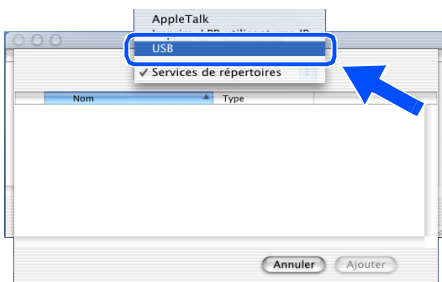 AppleTalk
USB
✓ Services de répertoires
Nom Type
Annuler Ajouter